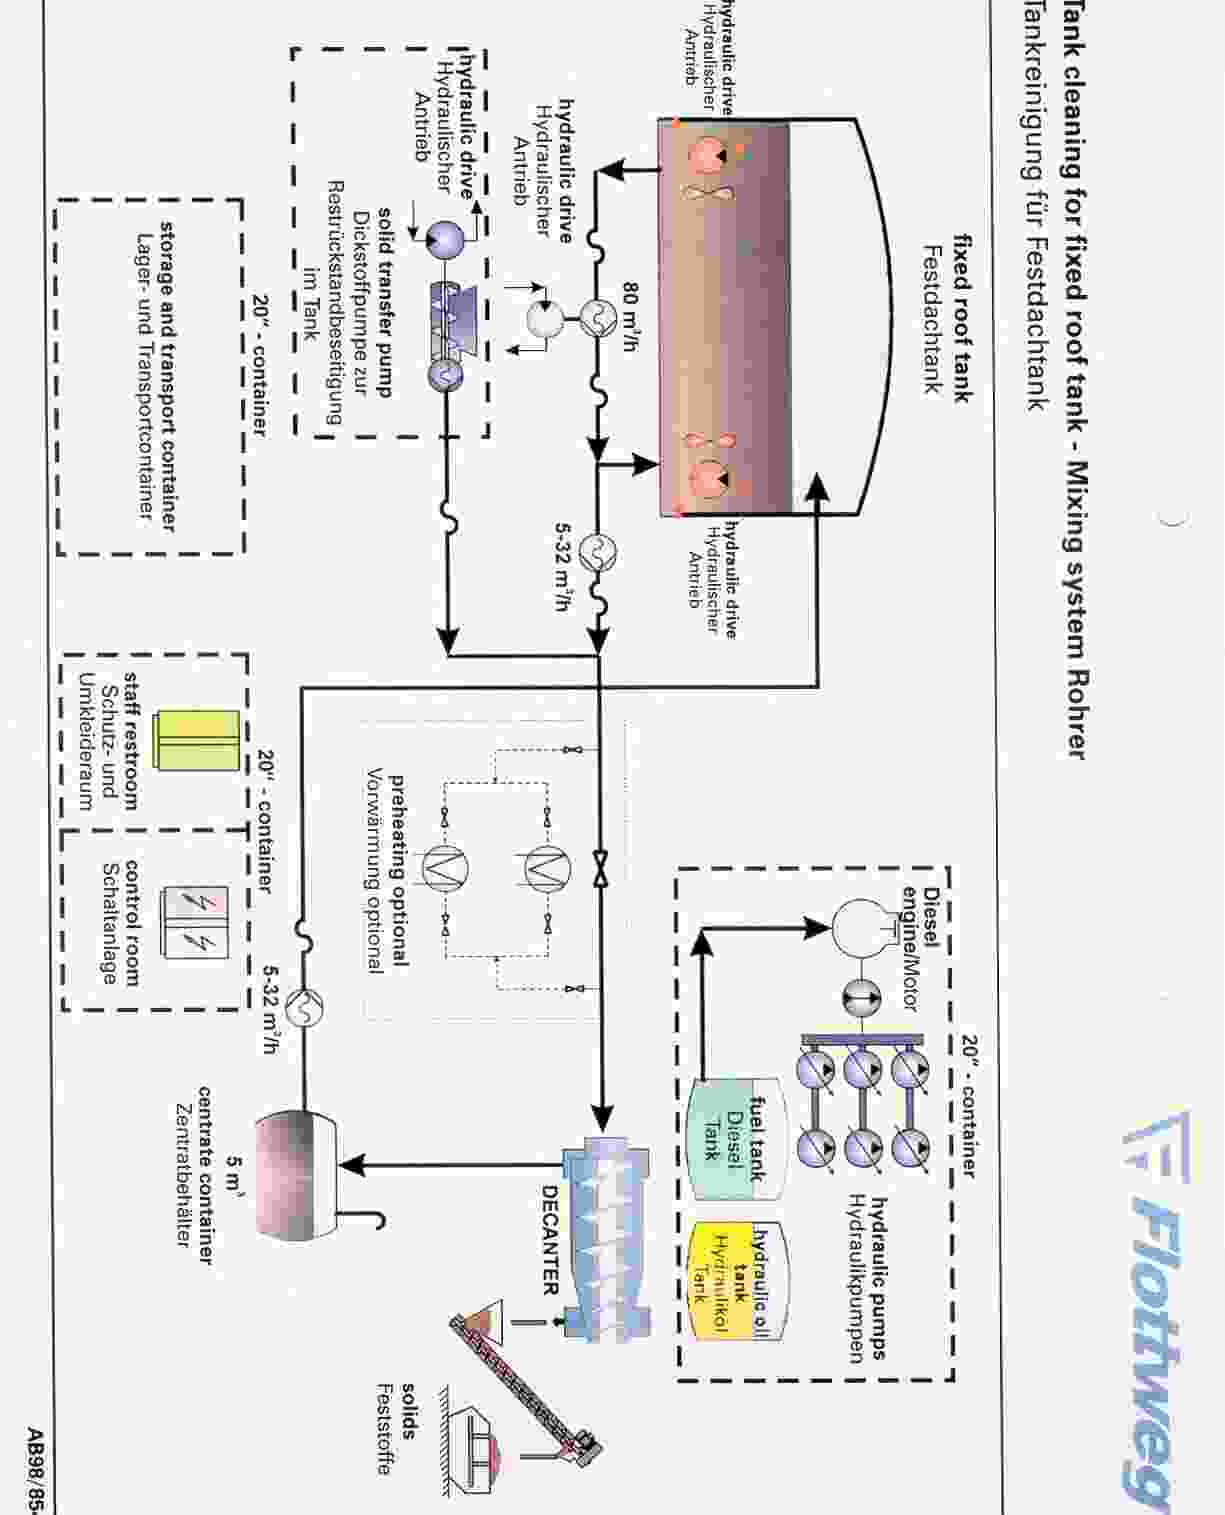 Flottweg
Tank cleaning for fixed roof tank - Mixing system Rohrer
Tankreinigung für Festdachtank
fixed roof tank
Festdachtank
hydraulic drive
Hydraulischer
Antrieb
hydraulic drive
Hydraulischer
Antrieb
hydraulic drive
Hydraulischer
Antrieb
80 m³/h
5-32 m³/h
hydraulic drive
Hydraulischer
Antrieb
solid transfer pump
Dickstoffpumpe zur
Restrückstandbeseitigung
im Tank
20" - container
storage and transport container
Lager- und Transportcontainer
20" - container
Diesel
engine/Motor
hydraulic pumps
Hydraulikpumpen
fuel tank
Diesel
Tank
hydraulic oil
tank
Hydrauliköl
Tank
preheating optional
Vorwärmung optional
DECANTER
20" - container
staff restroom
Schutz- und
Umkleideraum
control room
Schaltanlage
5-32 m³/h
5 m³
centrate container
Zentratbehälter
solids
Feststoffe
AB98/85